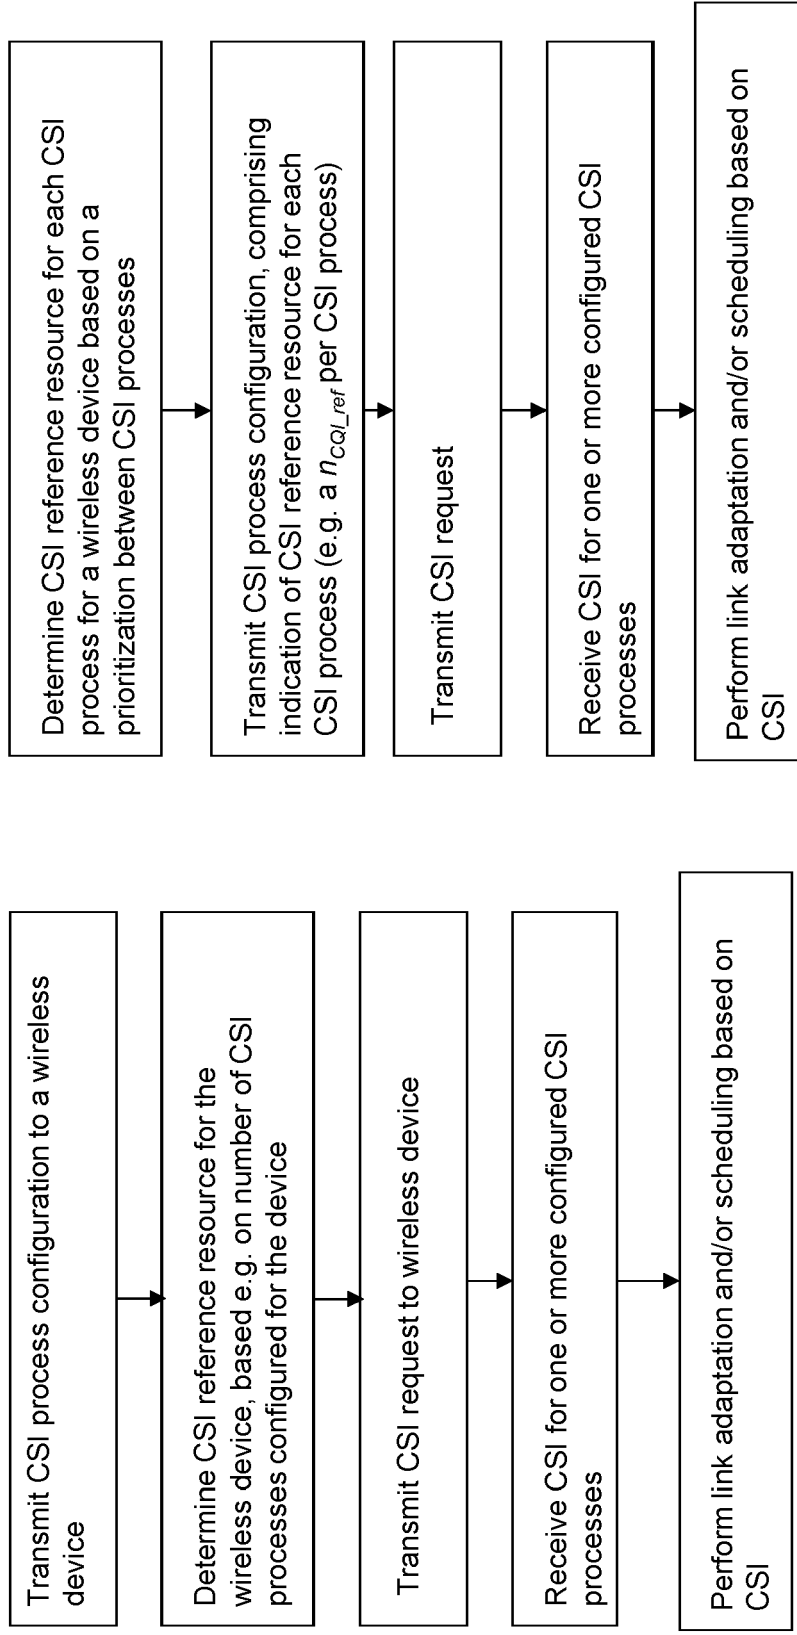 Transmit CSI process configuration to a wireless
device
Determine CSI reference resource for the
wireless device, based e.g. on number of CSI
processes configured for the device
Transmit CSI request to wireless device
Receive CSI for one or more configured CSI
processes
Perform link adaptation and/or scheduling based on
CSI
Determine CSI reference resource for each CSI
process for a wireless device based on a
prioritization between CSI processes
Transmit CSI process configuration, comprising
indication of CSI reference resource for each
CSI process (e.g. a n_CQI_ref per CSI process)
Transmit CSI request
Receive CSI for one or more configured CSI
processes
Perform link adaptation and/or scheduling based on
CSI